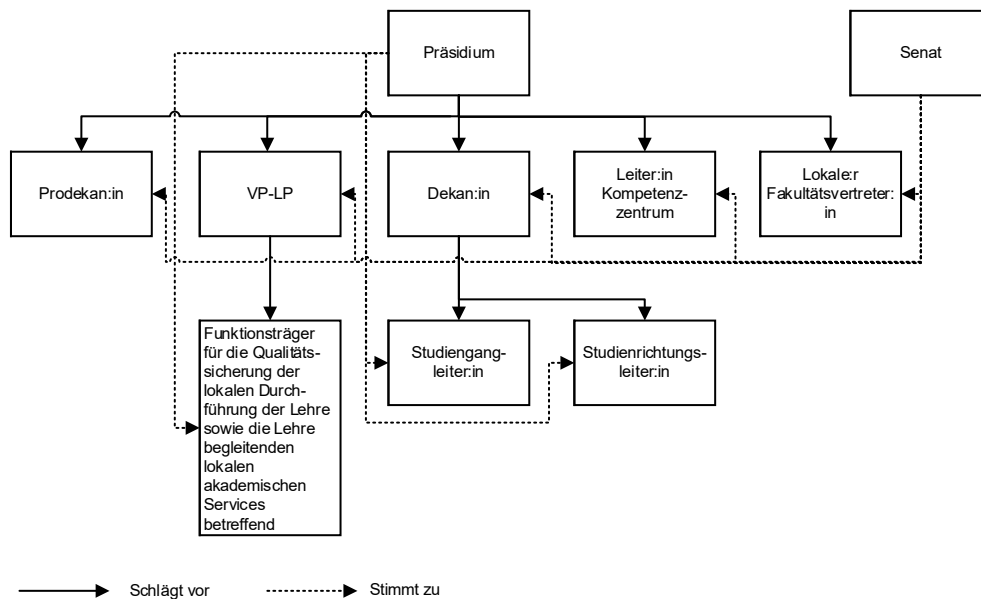 Präsidium
Senat
Prodekan:in
VP-LP
Dekan:in
Leiter:in
Kompetenz-
zentrum
Lokale:r
Fakultätsvertreter:
in
Funktionsträger
für die Qualitäts-
sicherung der
lokalen Durch-
führung der Lehre
sowie die Lehre
begleitenden
lokalen
akademischen
Services
betreffend
Studiengang-
leiter:in
Studienrichtungs-
leiter:in
Schlägt vor
Stimmt zu